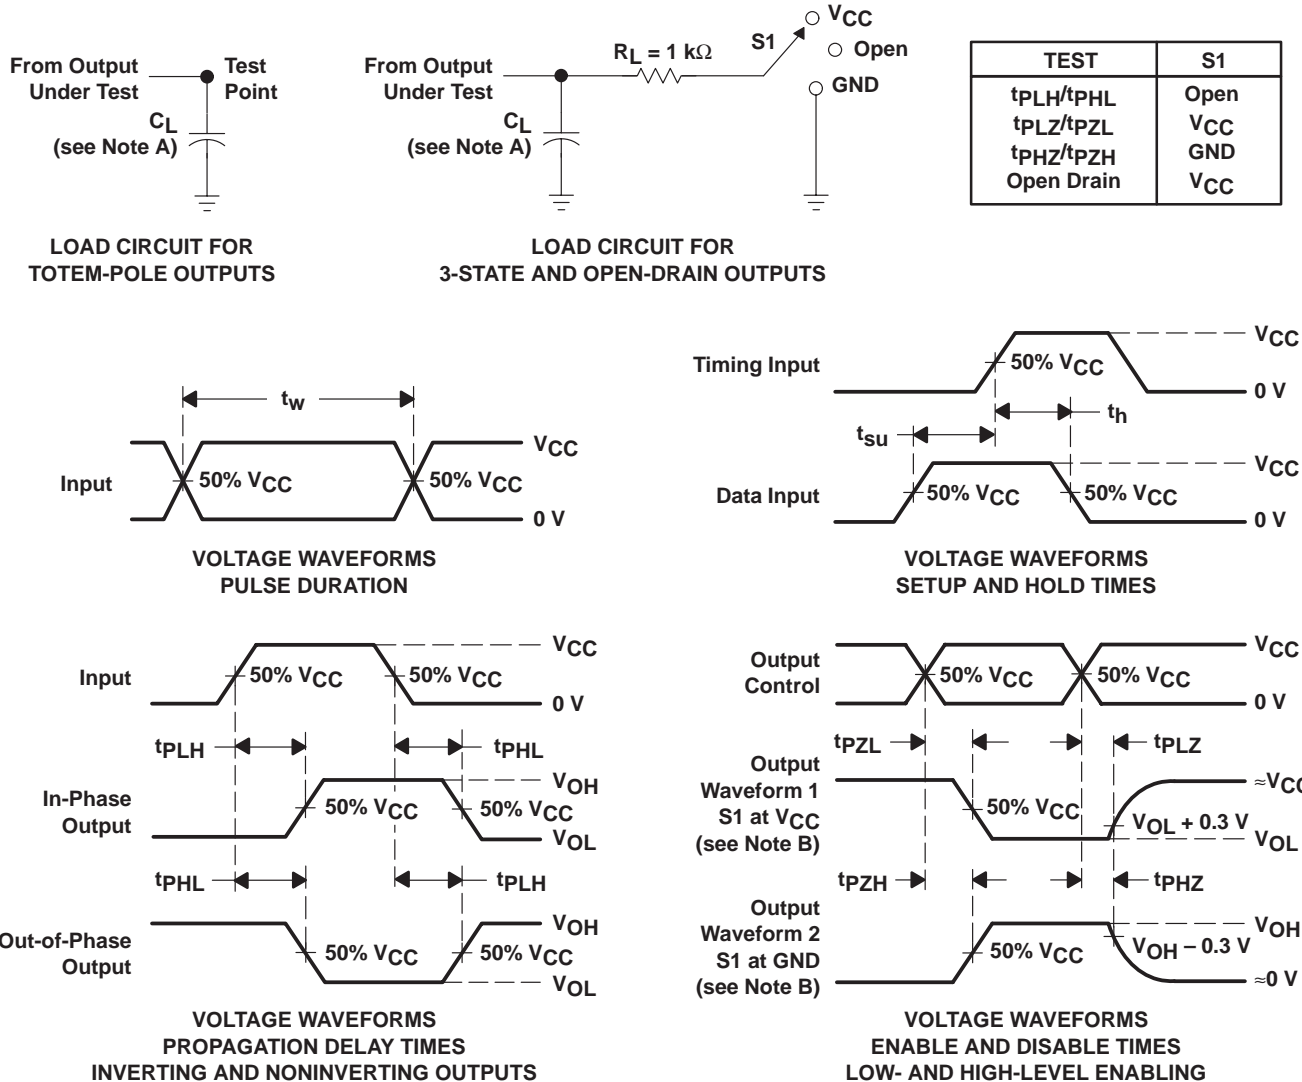 From Output
Under Test
Test
Point
CL
(see Note A)
LOAD CIRCUIT FOR
TOTEM-POLE OUTPUTS
From Output
Under Test
CL
(see Note A)
RL = 1 kΩ
S1
VCC
Open
GND
LOAD CIRCUIT FOR
3-STATE AND OPEN-DRAIN OUTPUTS
TEST S1
tPLH/tPHL Open
tPLZ/tPZL VCC
tPHZ/tPZH GND
Open Drain VCC
tw
Input
50% VCC
50% VCC
VCC
0 V
VOLTAGE WAVEFORMS
PULSE DURATION
Timing Input
50% VCC
VCC
0 V
tsu
th
Data Input
50% VCC
50% VCC
VCC
0 V
VOLTAGE WAVEFORMS
SETUP AND HOLD TIMES
Input
50% VCC
50% VCC
VCC
0 V
tPLH
tPHL
In-Phase
Output
50% VCC
50% VCC
VOH
VOL
tPHL
tPLH
Out-of-Phase
Output
50% VCC
50% VCC
VOH
VOL
VOLTAGE WAVEFORMS
PROPAGATION DELAY TIMES
INVERTING AND NONINVERTING OUTPUTS
Output
Control
50% VCC
50% VCC
VCC
0 V
tPZL
tPLZ
Output
Waveform 1
S1 at VCC
(see Note B)
50% VCC
≈VCC
VOL + 0.3 V
VOL
tPZH
tPHZ
Output
Waveform 2
S1 at GND
(see Note B)
50% VCC
VOH
VOH − 0.3 V
≈0 V
VOLTAGE WAVEFORMS
ENABLE AND DISABLE TIMES
LOW- AND HIGH-LEVEL ENABLING